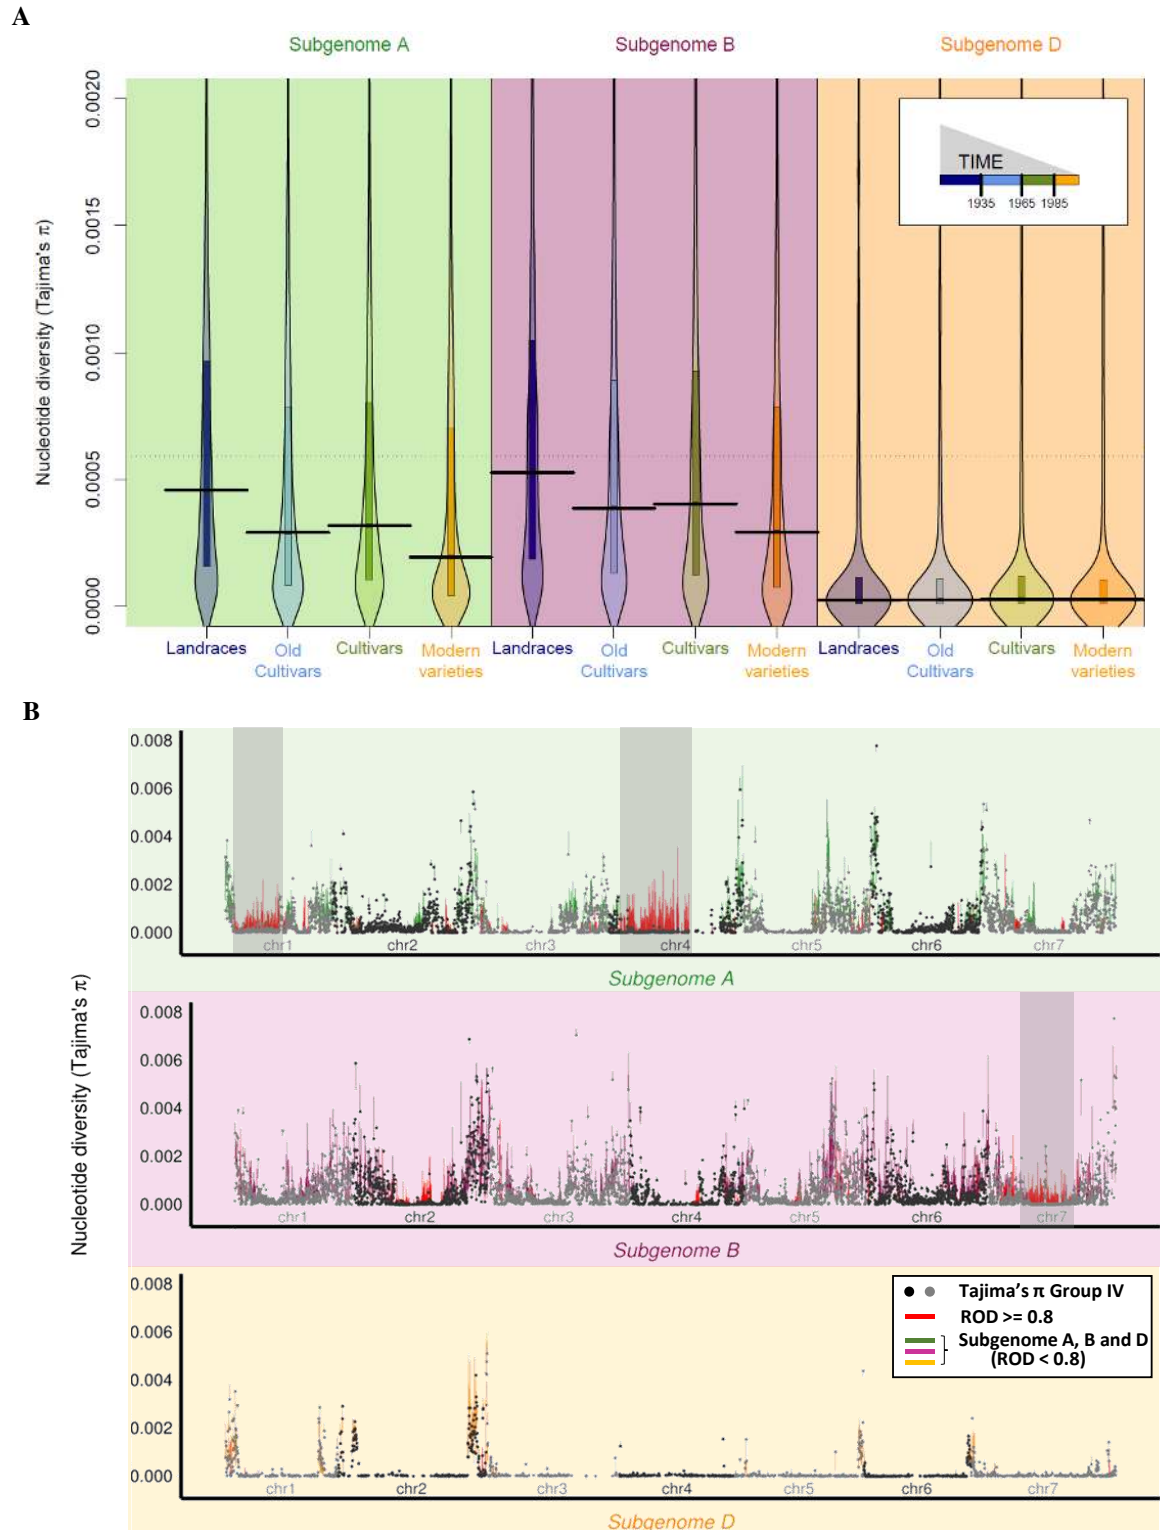 A
Subgenome A Subgenome B Subgenome D
Nucleotide diversity (Tajima's π)
0.0020
0.0015
0.0010
0.0005
0.0000
TIME
1935 1965 1985
Landraces Old Cultivars Cultivars Modern varieties Landraces Old Cultivars Cultivars Modern varieties Landraces Old Cultivars Cultivars Modern varieties
B
Nucleotide diversity (Tajima's π)
0.008
0.006
0.004
0.002
0.000
chr1 chr2 chr3 chr4 chr5 chr6 chr7
Subgenome A
0.008
0.006
0.004
0.002
0.000
chr1 chr2 chr3 chr4 chr5 chr6 chr7
Subgenome B
0.008
0.006
0.004
0.002
0.000
Tajima's π Group IV
ROD >= 0.8
Subgenome A, B and D
(ROD < 0.8)
chr1 chr2 chr3 chr4 chr5 chr6 chr7
Subgenome D